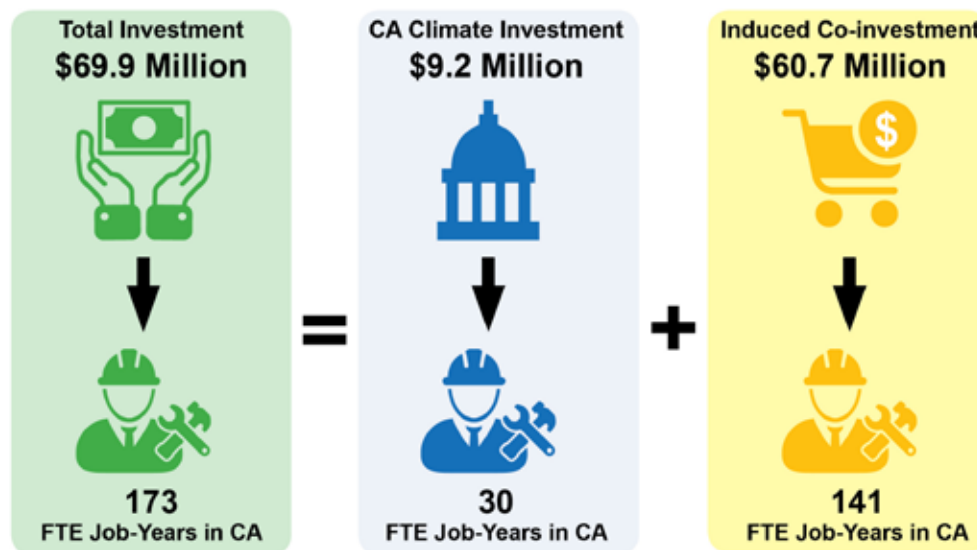 Total Investment
$69.9 Million
173
FTE Job-Years in CA
=
CA Climate Investment
$9.2 Million
30
FTE Job-Years in CA
+
Induced Co-investment
$60.7 Million
$
141
FTE Job-Years in CA